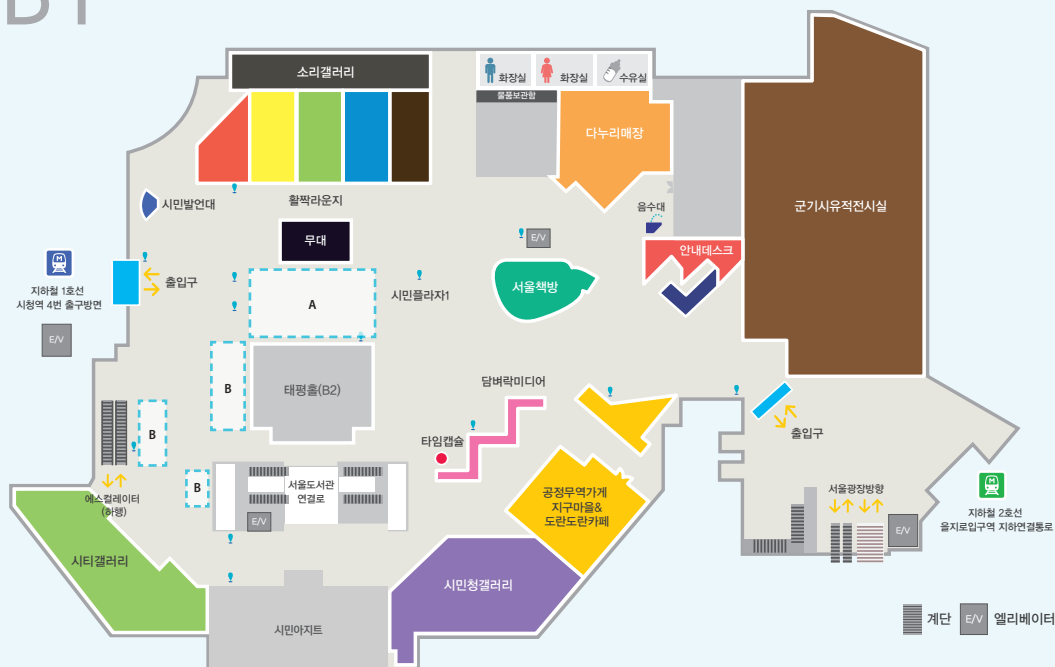 B1
소리갤러리
화장실
화장실
수유실
물품보관함
다누리매장
군기시유적전시실
시민발언대
활짝라운지
음수대
무대
E/V
안내데스크
지하철 1호선
시청역 4번 출구방면
출입구
A
시민플라자1
서울책방
E/V
B
태평홀(B2)
담벼락미디어
B
타임캡슐
출입구
에스컬레이터
(하행)
B
서울도서관
연결로
E/V
공정무역가게
지구마을&
도란도란카페
서울광장방향
E/V
지하철 2호선
을지로입구역 지하연결통로
시티갤러리
시민청갤러리
시민아지트
계단
E/V
엘리베이터